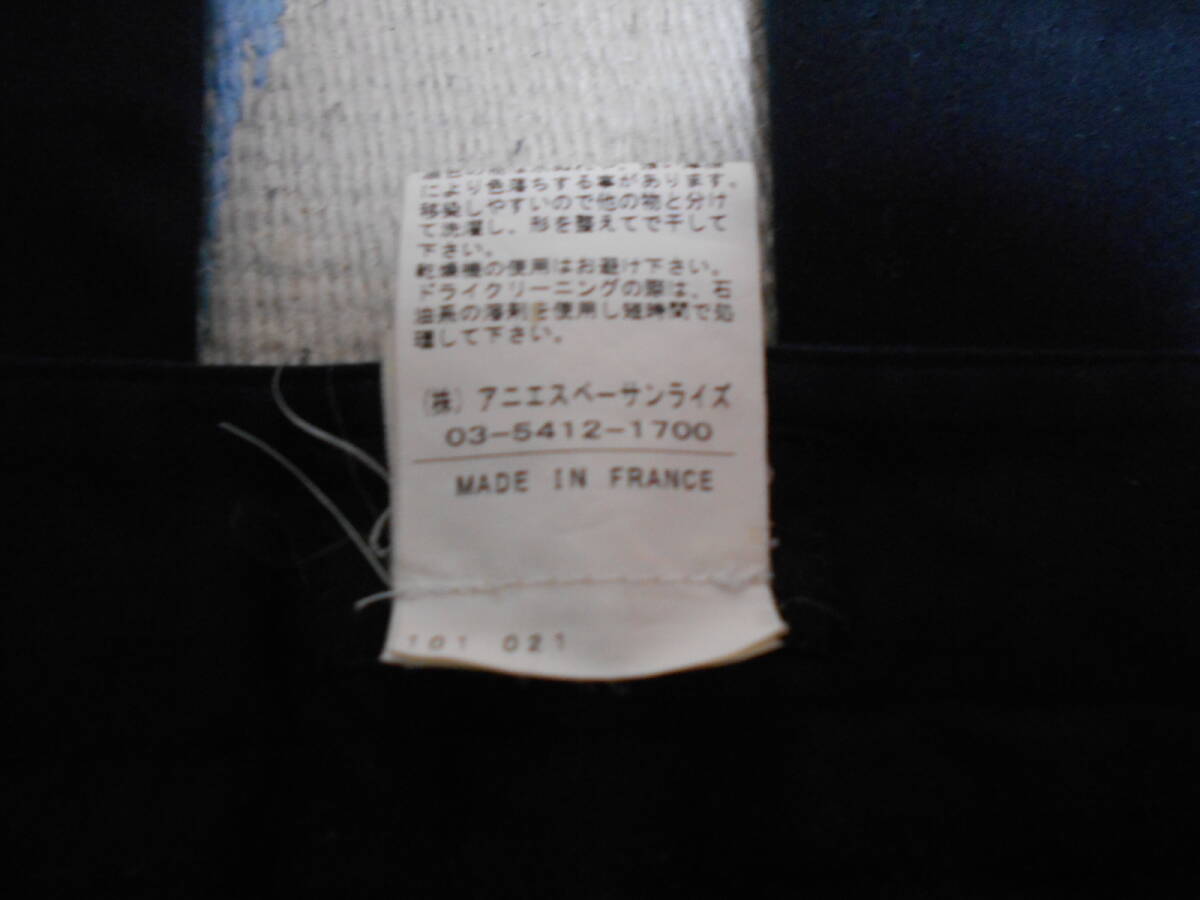 により色落ちする事があります。
移染しやすいので他の物と分け
て洗濯し、形を整えてで干して
下さい。
乾燥機の使用はお避け下さい。
ドライクリーニングの際は、石
油系の溶剤を使用し短時間で処
理して下さい。
(株) アニエスベーサンライズ
03-5412-1700
MADE IN FRANCE
101 021